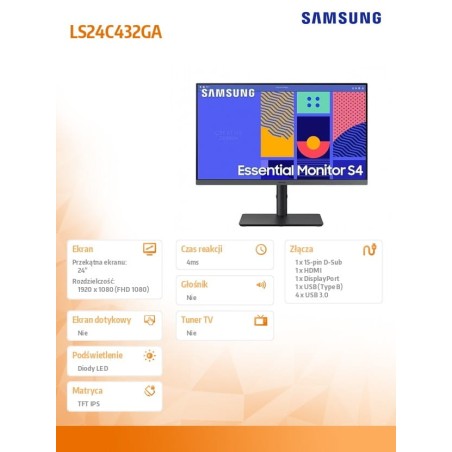 LS24C432GA
SAMSUNG
SAMSUNG
Essential Monitor S4
Ekran
Przekątna ekranu:
24"
Rozdzielczość:
1920 x 1080 (FHD 1080)
Ekran dotykowy
Nie
Podświetlenie
Diody LED
Matryca
TFT IPS
Czas reakcji
4ms
Głośnik
Nie
Tuner TV
Nie
Złącza
1 x 15-pin D-Sub
1 x HDMI
1 x DisplayPort
1 x USB (Type B)
4 x USB 3.0